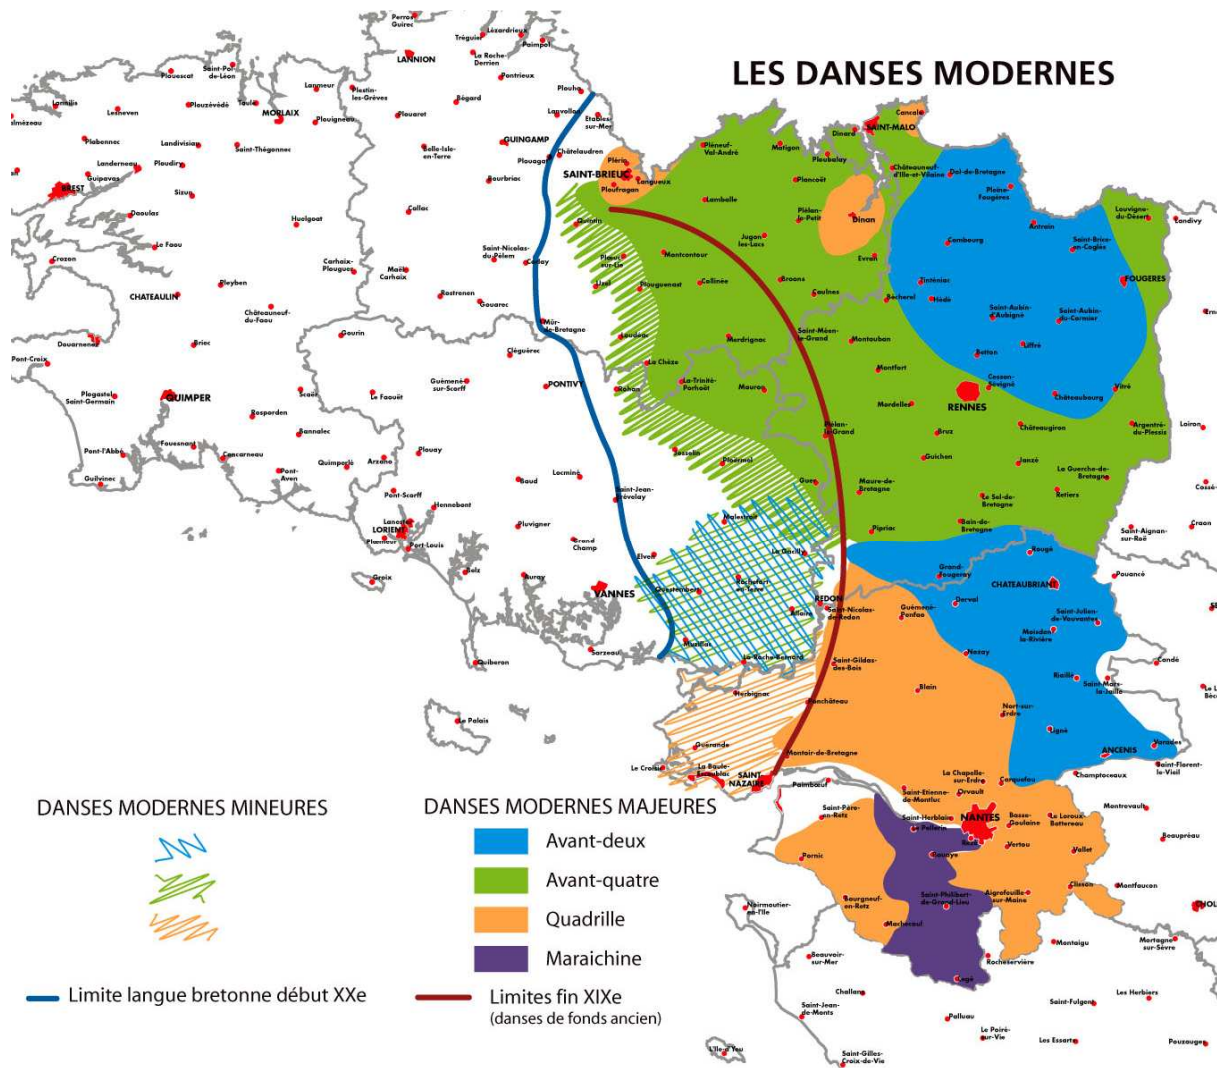 LES DANSES MODERNES
Perros-
Guirec
Lézardrieux
Tréguier
Paimpol
LANNION
La Roche-
Derrien
Pontrieux
Plouescat
Saint-Pol-
de-Léon
Lanmeur
Plestin-
les-Grèves
Bégard
Plouha
Lanvollon
Etables-
sur-Mer
Lesneven
Plouzévédé
Taulé
MORLAIX
Plouigneau
Plouaret
Belle-Isle-
en-Terre
GUINGAMP
Plouagat
Châtelaudren
Plabennec
Landivisiau
Saint-Thégonnec
Landerneau
Ploudiry
Guipavas
Sizun
BREST
Daoulas
Bourbriac
Callac
Huelgoat
Le Faou
Crozon
Carhaix-
Plouguer
Maël
Carhaix
Saint-Nicolas
du-Pélem
Corlay
Rostrenen
Gouarec
CHATEAULIN
Pleyben
Châteauneuf-
du-Faou
Mûr-
de-Bretagne
Gourin
Cléguérec
Douarnenez
Briec
Pont-Croix
Plogastel
Saint-Germain
QUIMPER
Scaër
Le Faouët
Guémené
sur-Scorff
PONTIVY
Rosporden
Bannalec
Fouesnant
Pont-l'Abbé
Concarneau
Pont-
Aven
Quimperlé
Arzano
Plouay
Guilvinec
Locminé
Baud
Pont-Scorff
Hennebont
Saint-Jean-
Brévelay
LORIENT
Lanester
Ploemeur
Port-Louis
Pluvigner
Grand
Champ
Elven
Groix
Belz
Auray
VANNES
Quiberon
Sarzeau
Le Palais
Plérin
SAINT-BRIEUC
Langueux
Ploufragan
Quintin
Pléneuf-
Val-André
Matignon
Dinard
Ploubalay
SAINT-MALO
Cancale
Châteauneuf-
d'Ille-et-Vilaine
Dol-de-Bretagne
Pleine-
Fougères
Lamballe
Plancoët
Plélan-
le-Petit
Dinan
Jugon
les-Lacs
Evran
Combourg
Antrain
Saint-Brice-
en-Coglès
Louvigné-
du-Désert
Landivy
FOUGERES
Plœuc
sur-Lié
Moncontour
Uzel
Plouguenast
Collinée
Broons
Caulnes
Bécherel
Tinténiac
Hédé
Saint-Aubin
d'Aubigné
Saint-Aubin-
du-Cormier
Loudéac
Merdrignac
Saint-Méen-
le-Grand
Montauban
Betton
Liffré
La Chèze
La-Trinité-
Porhoët
Mauron
Rohan
Montfort
Mordelles
RENNES
Cesson-
Sévigné
Châteaubourg
Vitré
Plélan-
le-Grand
Bruz
Châteaugiron
Argentré-
du-Plessis
Loiron
Josselin
Ploërmel
Guer
Guichen
Janzé
La Guerche-de-
Bretagne
Maure-de-
Bretagne
Le Sel-de-
Bretagne
Retiers
Pipriac
Bain-de-
Bretagne
Saint-Aignan-
sur-Roë
Craon
Malestroit
La Gacilly
Rochefort
en-Terre
Questembert
Allaire
REDON
Saint-Nicolas-
de-Redon
Muzillac
La Roche-Bernard
Grand-
Fougeray
Rougé
CHATEAUBRIANT
Pouancé
Derval
Guémené-
Penfao
Saint-Julien-
de-Vouvantes
Moisdon-
la-Rivière
Nozay
Saint-Gildas-
des-Bois
Blain
Riaillé
Saint-Mars-
la-Jaille
Candé
Herbignac
Pontchâteau
Nort-sur-
Erdre
Ligné
Guérande
Le Croisic
La Baule-
Escoublac
SAINT-
NAZAIRE
Montoir-de-Bretagne
ANCENIS
Varades
Saint-Florent-
le-Vieil
Champtoceaux
Paimbœuf
Saint-Etienne-
de-Montluc
La Chapelle-
sur-Erdre
Carquefou
Orvault
Saint-Père-
en-Retz
Saint-Herblain
Le Pellerin
NANTES
Rezé
Basse-
Goulaine
Le Loroux-
Bottereau
Montrevault
Beaupréau
Pornic
Bouaye
Vertou
Vallet
Bourgneuf-
en-Retz
Saint-Philbert-
de-Grand-Lieu
Aigrefeuille-
sur-Maine
Clisson
Montfaucon
Noirmoutier-
en-l'Ile
Machecoul
Montaigu
Mortagne-
sur-Sèvre
Beauvoir-
sur-Mer
Legé
Rocheservière
Challans
Saint-Jean-
de-Monts
Palluau
Saint-Fulgent
Les Herbiers
Le Poiré-
sur-Vie
Les Essarts
Pouzauges
L'Ile-d'Yeu
Saint-Gilles-
Croix-de-Vie
DANSES MODERNES MINEURES
DANSES MODERNES MAJEURES
Avant-deux
Avant-quatre
Quadrille
Maraichine
Limite langue bretonne début XXe
Limites fin XIXe
(danses de fonds ancien)